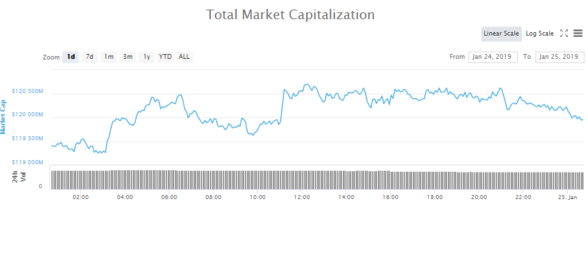 Total Market Capitalization
Linear Scale Log Scale
Zoom 1d 7d 1m 3m 1y YTD ALL From Jan 24, 2019 To Jan 25, 2019
Market Cap
$120 500M
$120 000M
$119 500M
$119 000M
24h Vol
0
02:00 04:00 06:00 08:00 10:00 12:00 14:00 16:00 18:00 20:00 22:00 25. Jan